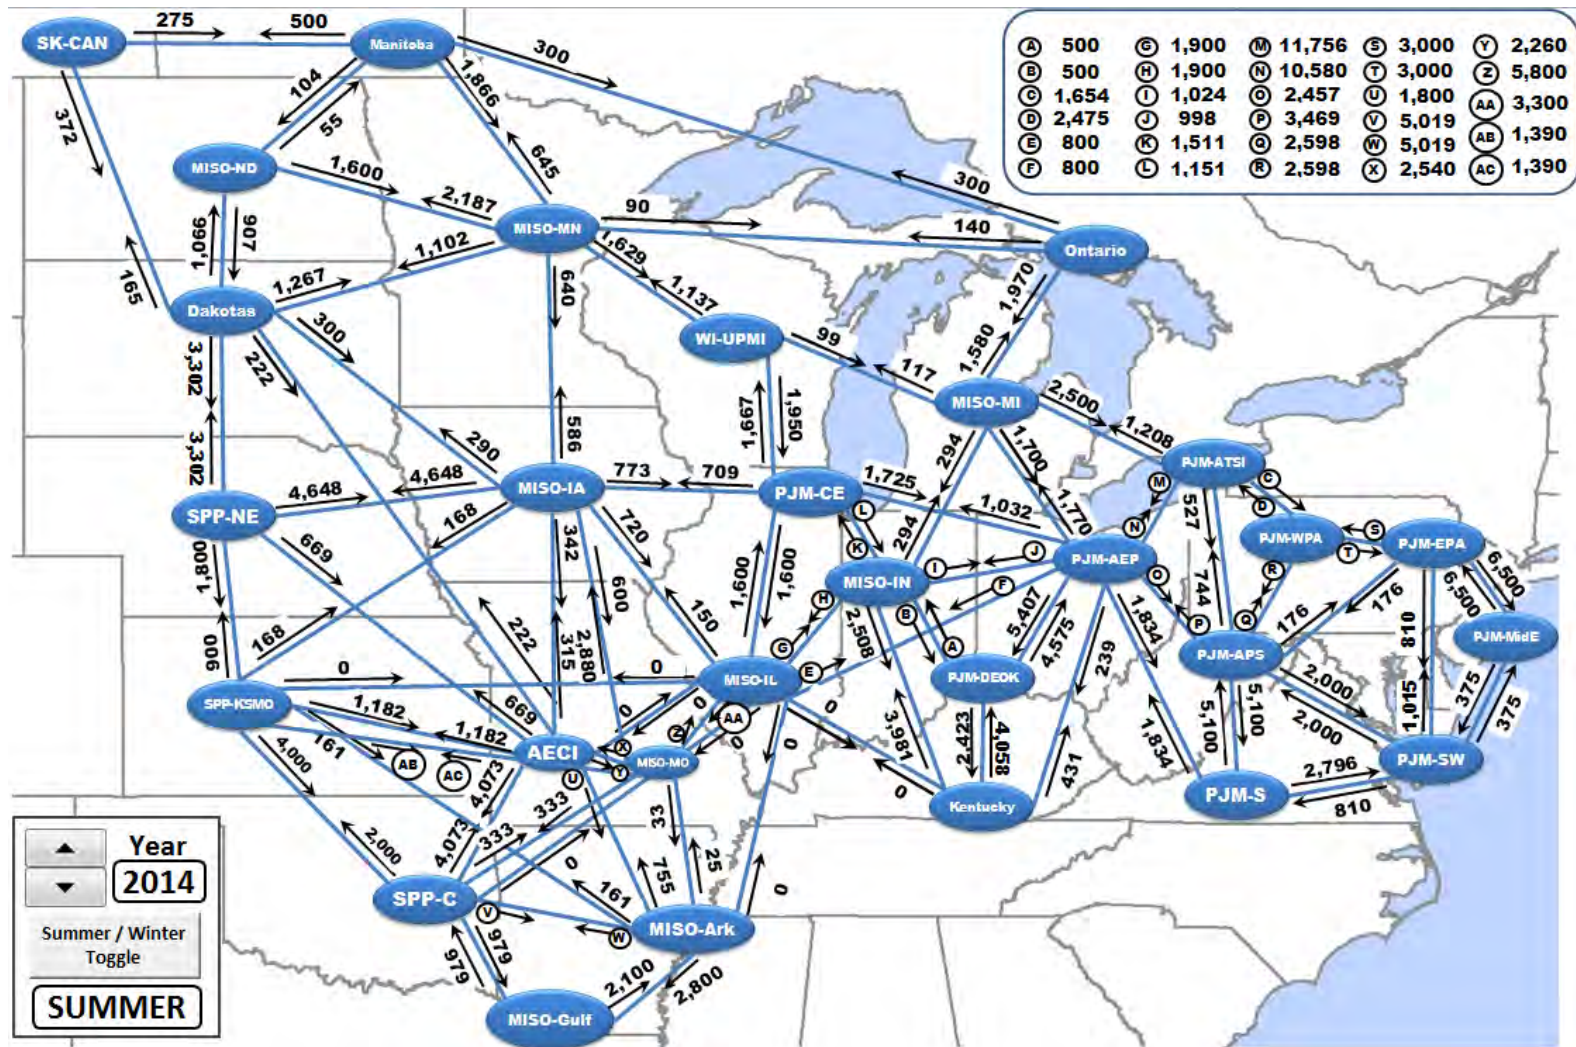 275
500
SK-CAN
Manitoba
300
A 500
G 1,900
M 11,756
S 3,000
Y 2,260
B 500
H 1,900
N 10,580
T 3,000
Z 5,800
C 1,654
I 1,024
O 2,457
U 1,800
AA 3,300
D 2,475
J 998
P 3,469
V 5,019
AB 1,390
E 800
K 1,511
Q 2,598
W 5,019
AC 1,390
F 800
L 1,151
R 2,598
X 2,540
104
1,866
372
55
645
MISO-ND
1,600
2,187
300
90
140
MISO-MN
1,629
Ontario
1,066
907
1,102
165
1,267
640
1,137
1,970
Dakotas
300
WI-UPMI
99
117
1,580
3,302
222
MISO-MI
2,500
1,208
586
1,667
1,950
3,302
290
294
1,700
PJM-ATSI
C
4,648
4,648
MISO-IA
773
709
PJM-CE
1,725
1,770
M
527
D
SPP-NE
168
342
720
L
1,032
N
PJM-WPA
S
T
PJM-EPA
6,500
1,800
669
600
1,600
1,600
K
294
MISO-IN
I
J
PJM-AEP
O
R
6,500
F
744
176
176
810
150
H
B
2,508
5,407
4,575
1,834
P
Q
PJM-MidE
900
168
222
315
2,880
G
A
239
PJM-APS
0
0
MISO-IL
E
PJM-DEOK
2,000
375
SPP-KSMO
669
0
0
AA
0
3,981
2,423
4,058
5,100
5,100
2,000
1,015
375
1,182
1,182
161
AECI
X
Z
0
0
1,834
4,000
AB
AC
Y
MISO-MO
PJM-SW
U
0
431
PJM-S
2,796
810
4,073
333
33
Kentucky
2,000
4,073
333
0
25
755
0
161
SPP-C
V
W
MISO-Ark
979
979
2,100
2,800
MISO-Gulf
Year
2014
Summer / Winter
Toggle
SUMMER